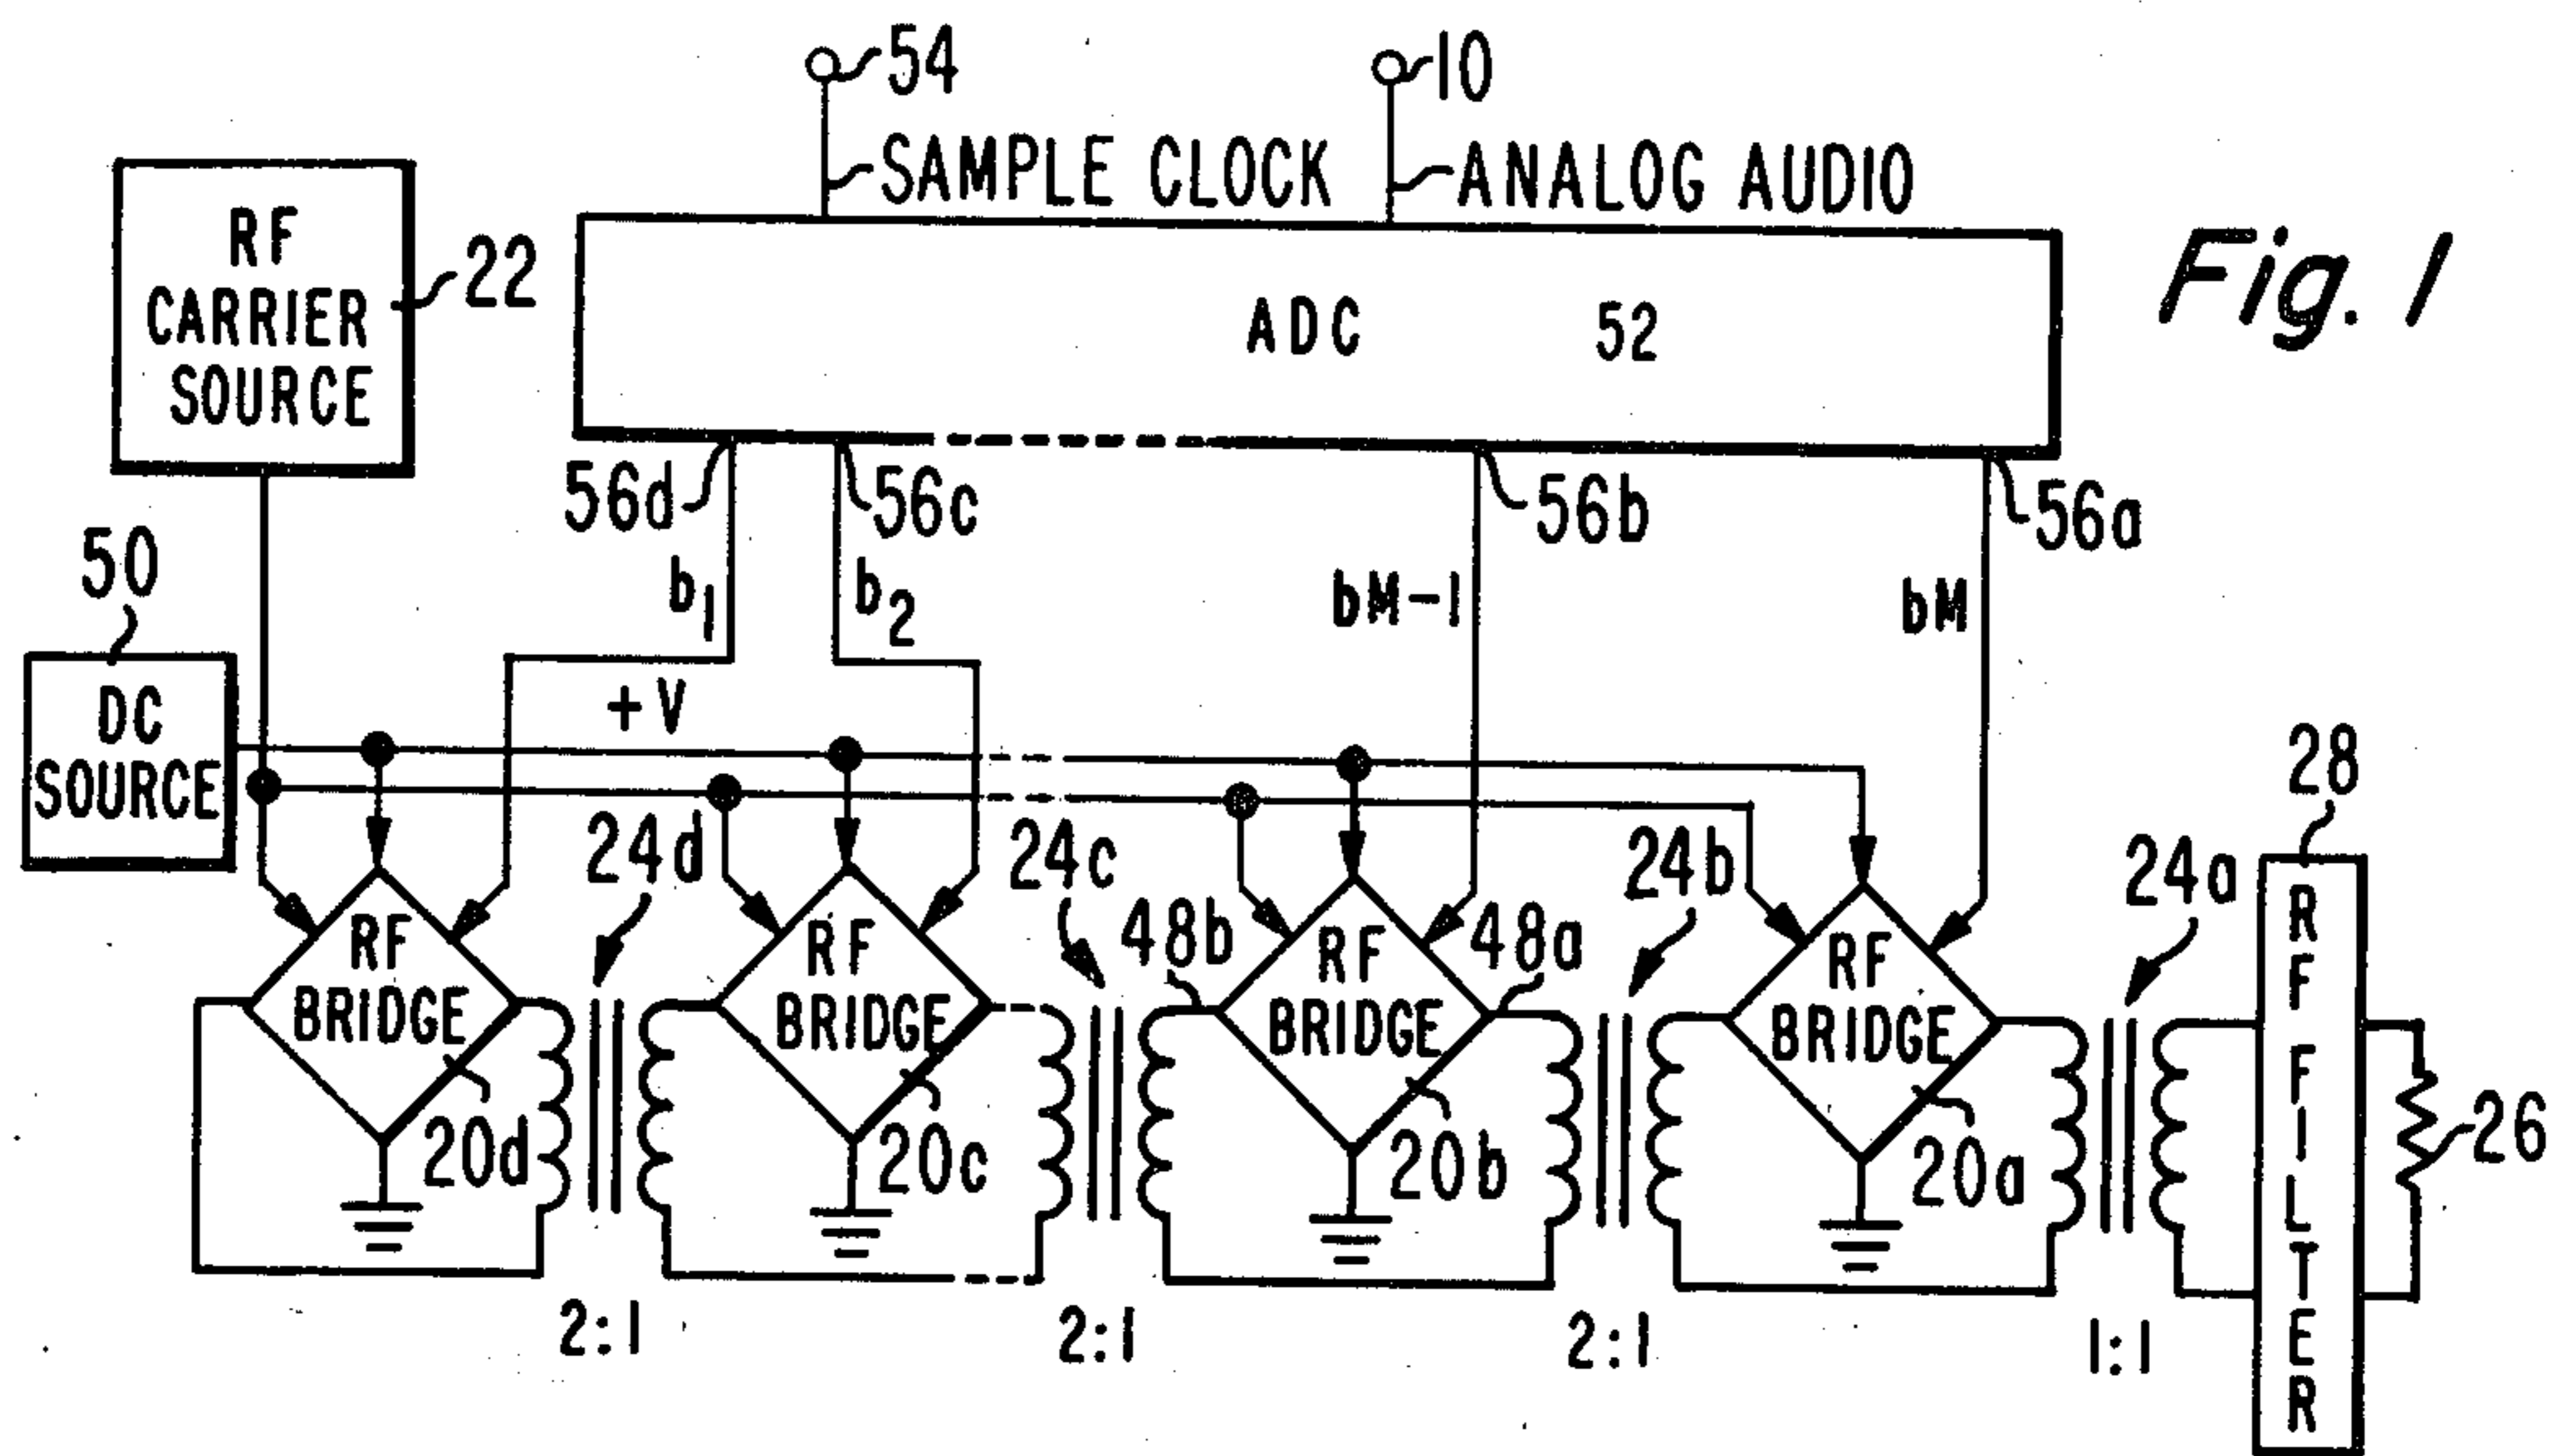 54
10
SAMPLE CLOCK
ANALOG AUDIO
RF
CARRIER
SOURCE
22
ADC 52
Fig. 1
56d
56c
56b
56a
50
b1
b2
bM-1
bM
DC
SOURCE
+V
28
24d
24c
24b
24a
48b
48a
RF
BRIDGE
RF
BRIDGE
RF
BRIDGE
RF
BRIDGE
RF FILTER
20d
20c
20b
20a
26
2:1
2:1
2:1
1:1